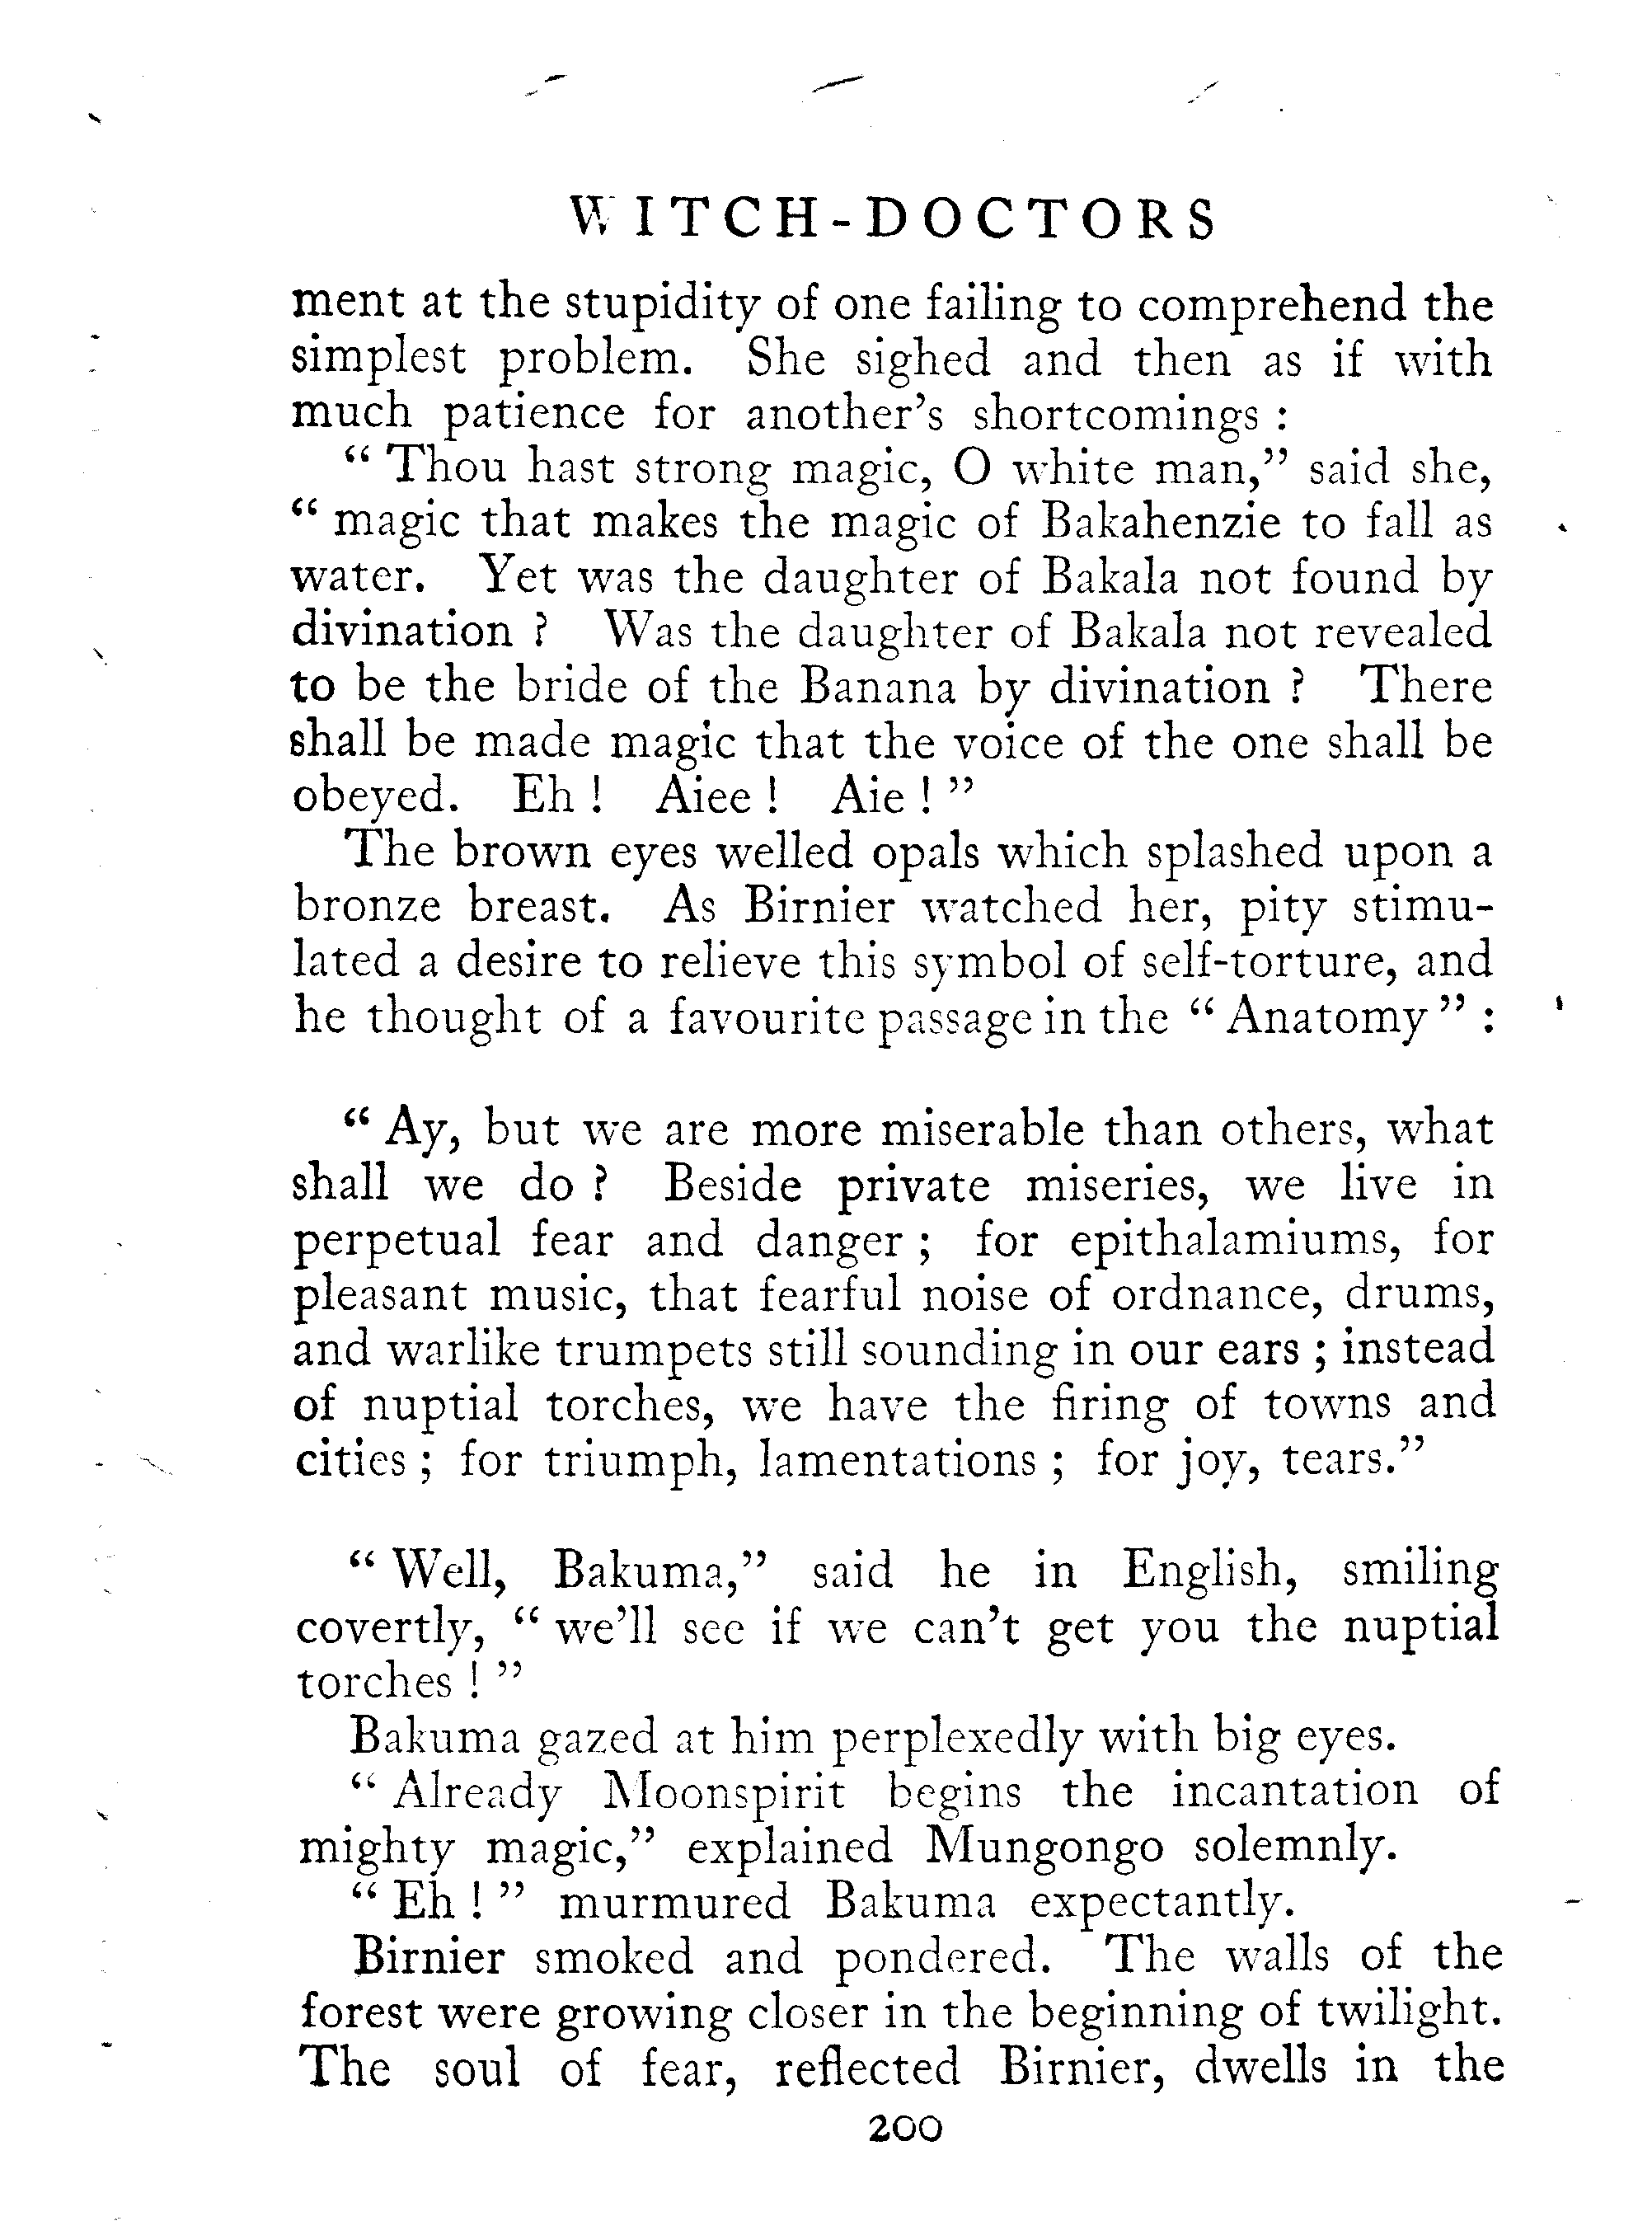 WITCH-DOCTORS
ment at the stupidity of one failing to comprehend the
simplest problem. She sighed and then as if with
much patience for another's shortcomings :
“ Thou hast strong magic, O white man,” said she,
“ magic that makes the magic of Bakahenzie to fall as
water. Yet was the daughter of Bakala not found by
divination ? Was the daughter of Bakala not revealed
to be the bride of the Banana by divination ? There
shall be made magic that the voice of the one shall be
obeyed. Eh ! Aiee ! Aie ! ”
The brown eyes welled opals which splashed upon a
bronze breast. As Birnier watched her, pity stimu-
lated a desire to relieve this symbol of self-torture, and
he thought of a favourite passage in the “ Anatomy ” :
“ Ay, but we are more miserable than others, what
shall we do ? Beside private miseries, we live in
perpetual fear and danger ; for epithalamiums, for
pleasant music, that fearful noise of ordnance, drums,
and warlike trumpets still sounding in our ears ; instead
of nuptial torches, we have the firing of towns and
cities ; for triumph, lamentations ; for joy, tears.”
“ Well, Bakuma,” said he in English, smiling
covertly, “ we'll see if we can't get you the nuptial
torches ! ”
Bakuma gazed at him perplexedly with big eyes.
“ Already Moonspirit begins the incantation of
mighty magic,” explained Mungongo solemnly.
“ Eh ! ” murmured Bakuma expectantly.
Birnier smoked and pondered. The walls of the
forest were growing closer in the beginning of twilight.
The soul of fear, reflected Birnier, dwells in the
200